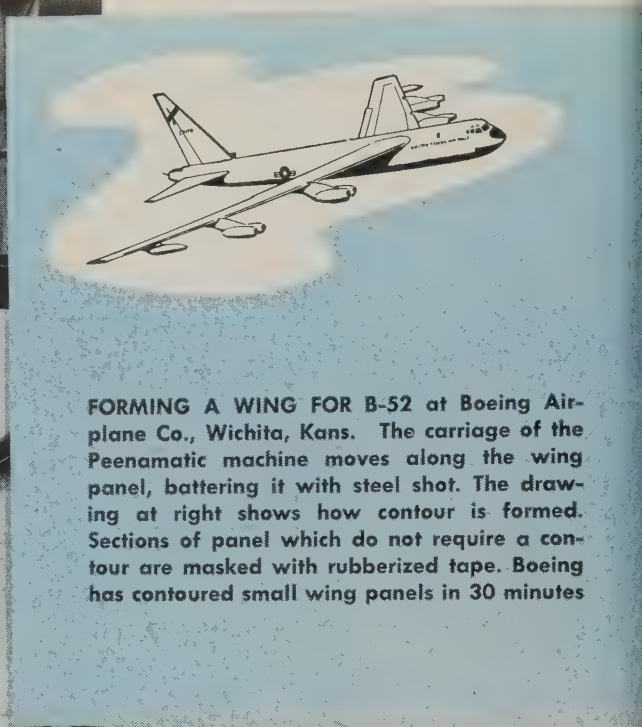 FORMING A WING FOR B-52 at Boeing Air-
plane Co., Wichita, Kans. The carriage of the
Peenamatic machine moves along the wing
panel, battering it with steel shot. The draw-
ing at right shows how contour is formed.
Sections of panel which do not require a con-
tour are masked with rubberized tape. Boeing
has contoured small wing panels in 30 minutes